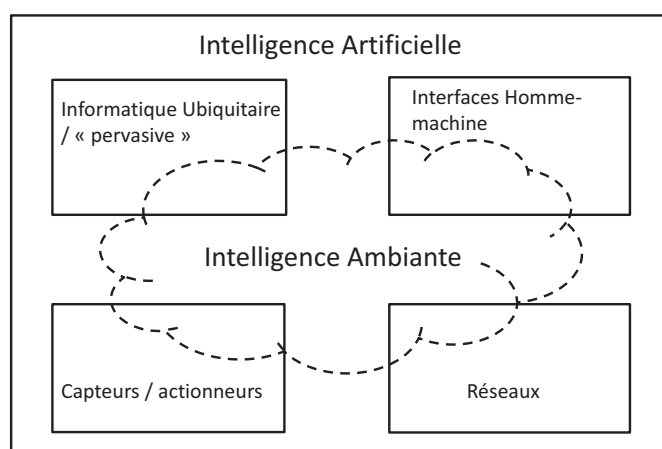 Intelligence Artificielle
Informatique Ubiquitaire
/ « pervasive »
Interfaces Homme-
machine
Intelligence Ambiante
Capteurs / actionneurs
Réseaux